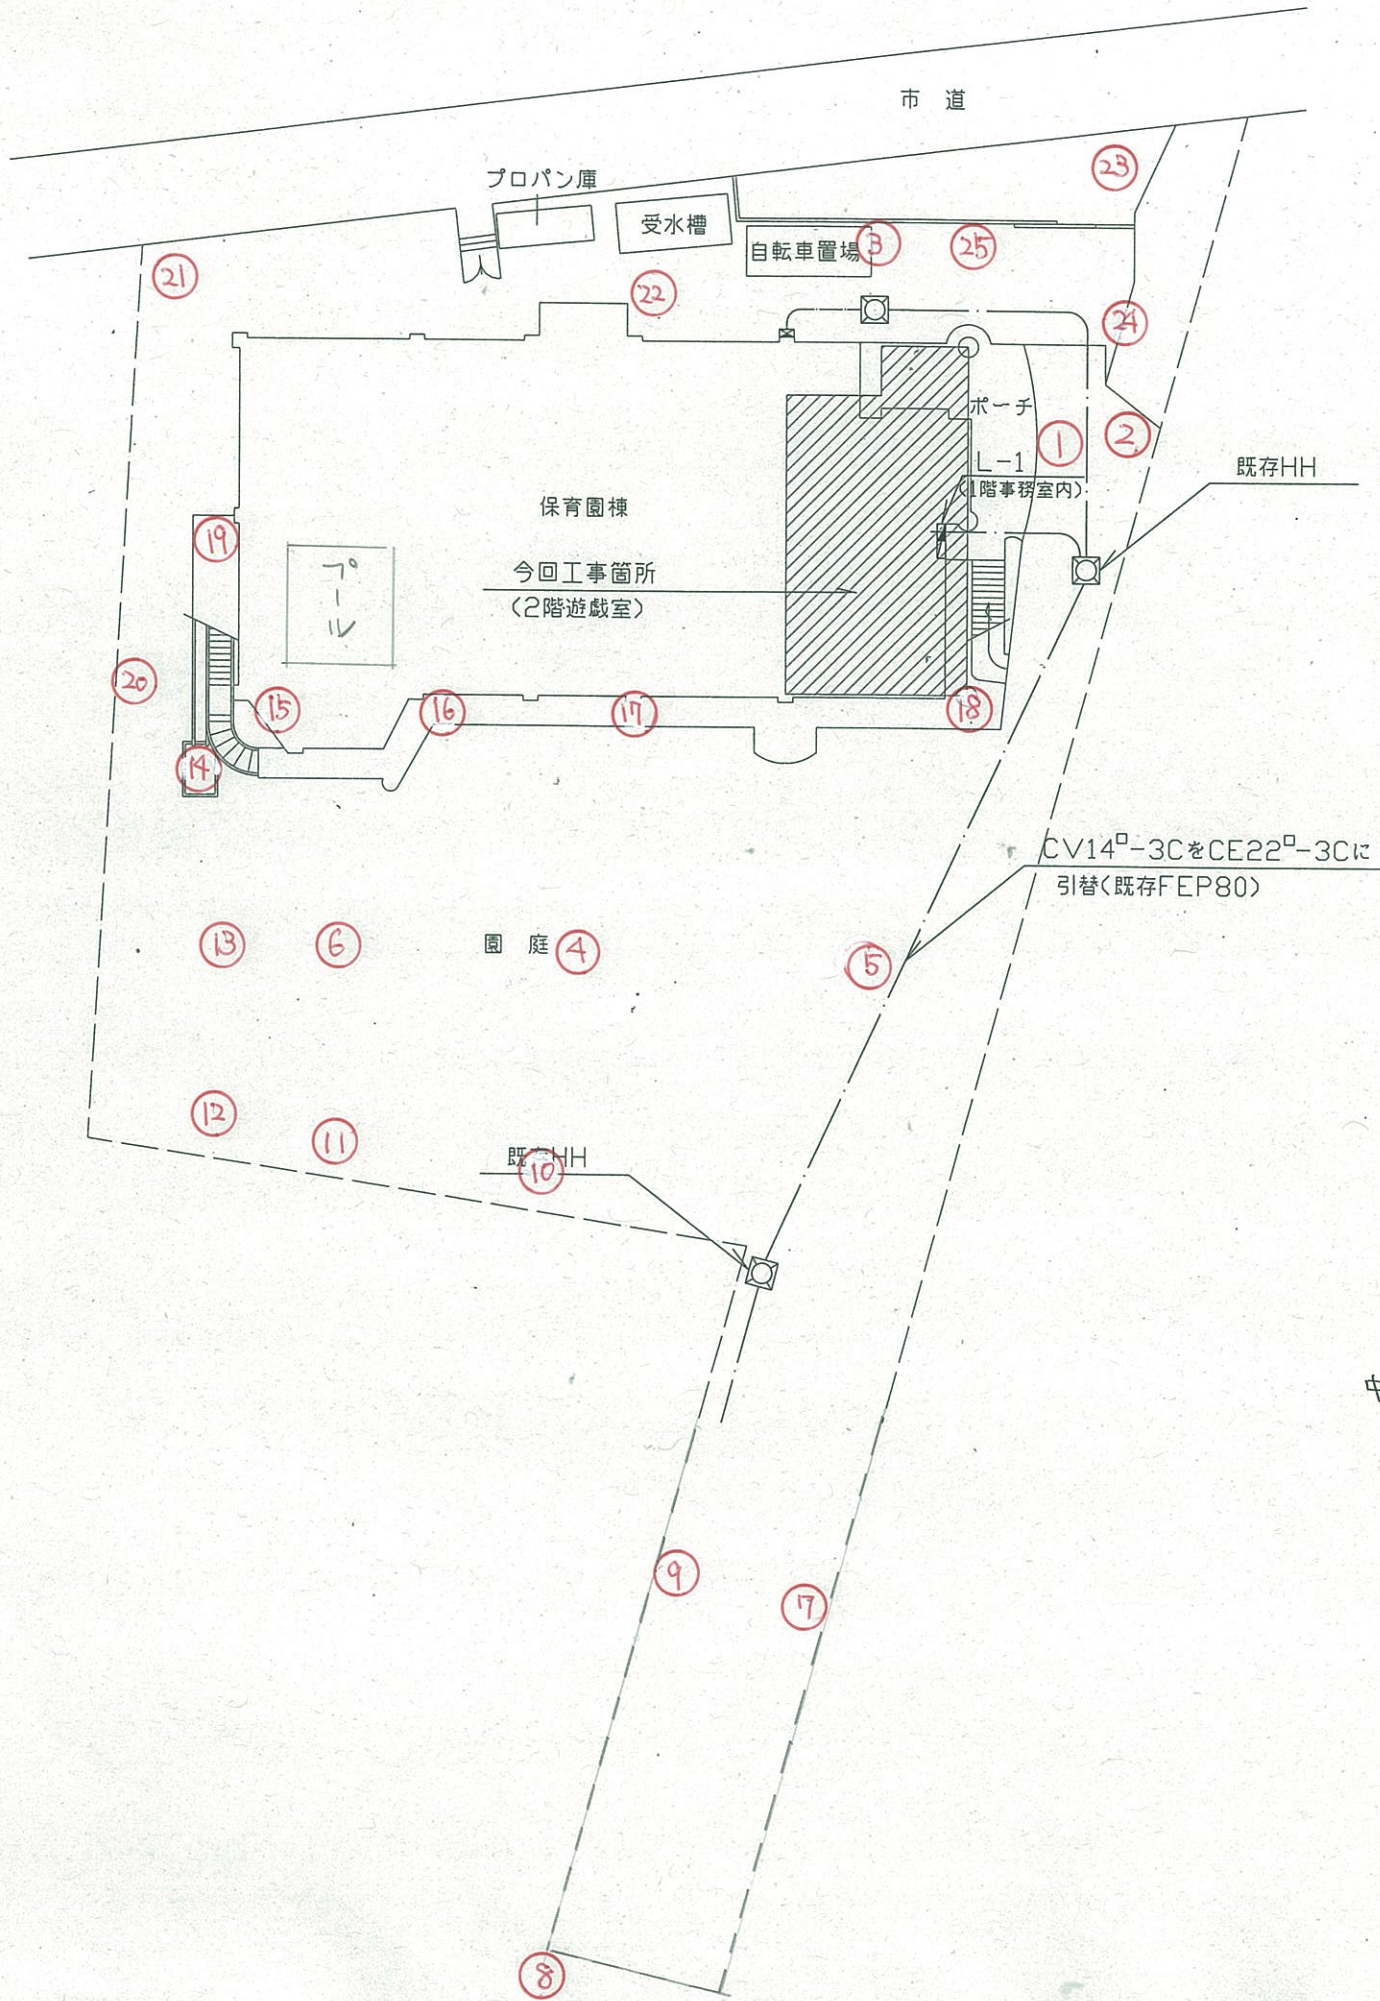 市 道
㉓
プロパン庫
受水槽
自転車置場
③
㉕
㉑
㉒
㉔
ポーチ
①
②
L-1
(1階事務室内)
既存HH
保育園棟
⑲
プール
今回工事箇所
(2階遊戯室)
⑳
⑮
⑯
⑰
⑱
⑭
CV14□-3CをCE22□-3Cに
引替(既存FEP80)
⑬
⑥
園 庭
④
⑤
⑫
⑪
既存HH
⑩
⑨
⑦
⑧